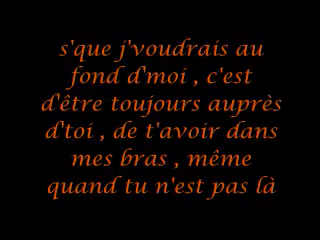 s'que j'voudrais au
fond d'moi , c'est
d'être toujours auprès
d'toi , de t'avoir dans
mes bras , même
quand tu n'est pas là